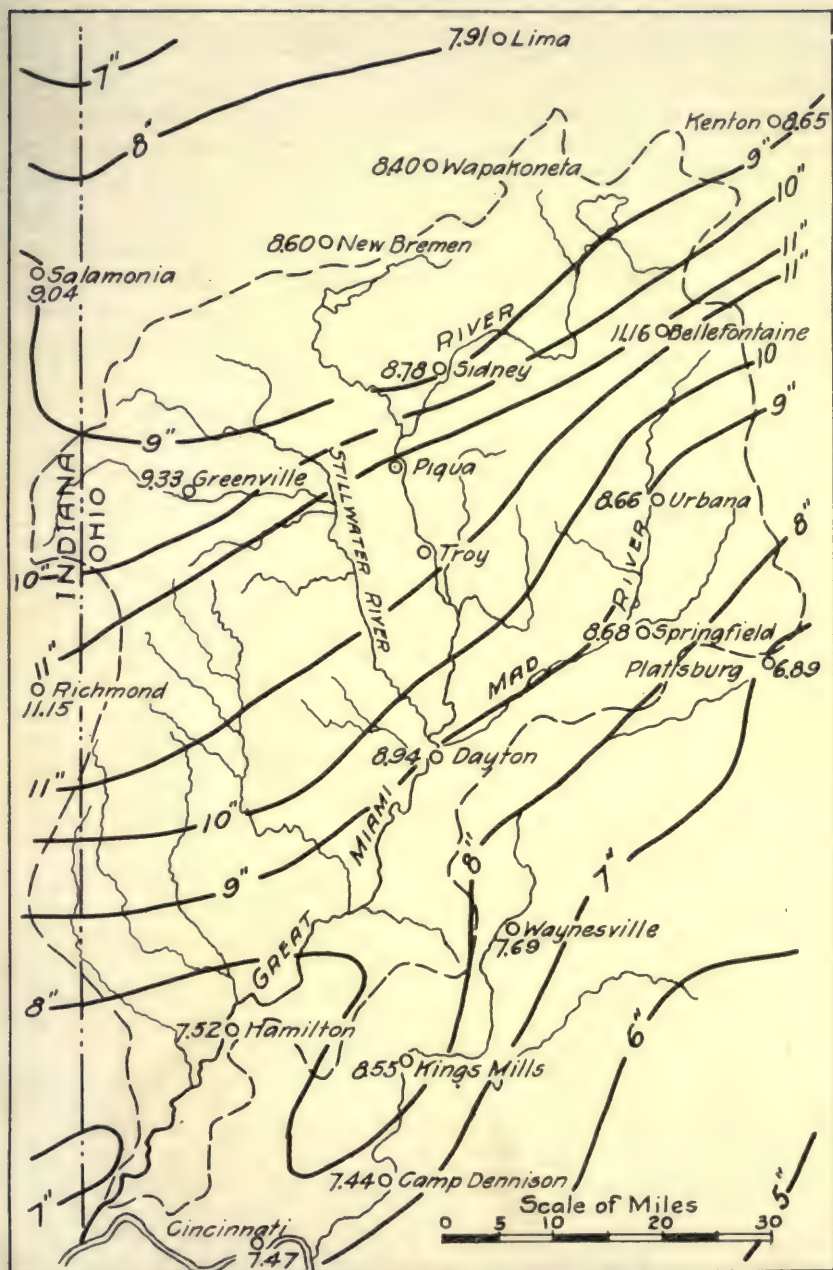 7.91 Lima
7"
8"
Kenton 8.65
8.40 Wapakoneta
9"
10"
8.60 New Bremen
11"
Salamonia
9.04
11"
RIVER
11.16 Bellefontaine
8.78 Sidney
10
9"
9"
STILLWATER RIVER
Piqua
9.33 Greenville
8.66 Urbana
INDIANA
OHIO
8"
Troy
10"
RIVER
8.68 Springfield
11"
MAD
Plattsburg
6.89
Richmond
11.15
8.94 Dayton
11"
10"
MIAMI
8"
7"
9"
Waynesville
7.69
GREAT
8"
7.52 Hamilton
6"
8.55 Kings Mills
7.44 Camp Dennison
7"
5"
Scale of Miles
Cincinnati
7.47
0 5 10 20 30